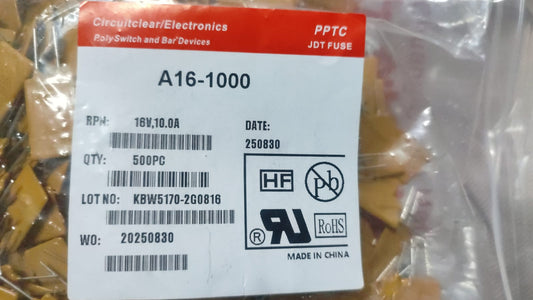 Circuitclear/Electronics
PolySwitch and Bar Devices
PPTC
JDT FUSE
A16-1000
RPN: 16V,10.0A
DATE:
250830
QTY: 500PC
LOT NO: KBW5170-2G0816
WO: 20250830
HF
Pb
®
RoHS
MADE IN CHINA